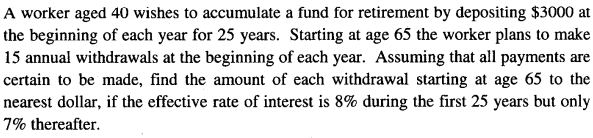 A worker aged 40 wishes to accumulate a fund for retirement by depositing $3000 at
the beginning of each year for 25 years. Starting at age 65 the worker plans to make
15 annual withdrawals at the beginning of each year. Assuming that all payments are
certain to be made, find the amount of each withdrawal starting at age 65 to the
nearest dollar, if the effective rate of interest is 8% during the first 25 years but only
7% thereafter.